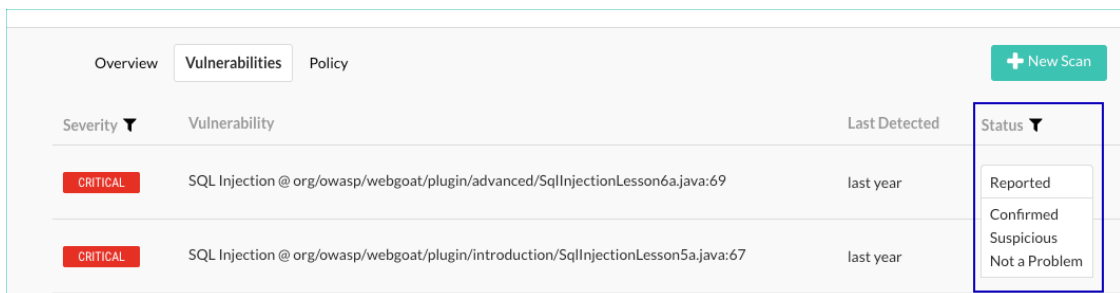 Overview Vulnerabilities Policy New Scan
Severity Vulnerability Last Detected Status
CRITICAL SQL Injection @ org/owasp/webgoat/plugin/advanced/SqlInjectionLesson6a.java:69 last year Reported
Confirmed
Suspicious
CRITICAL SQL Injection @ org/owasp/webgoat/plugin/introduction/SqlInjectionLesson5a.java:67 last year Not a Problem